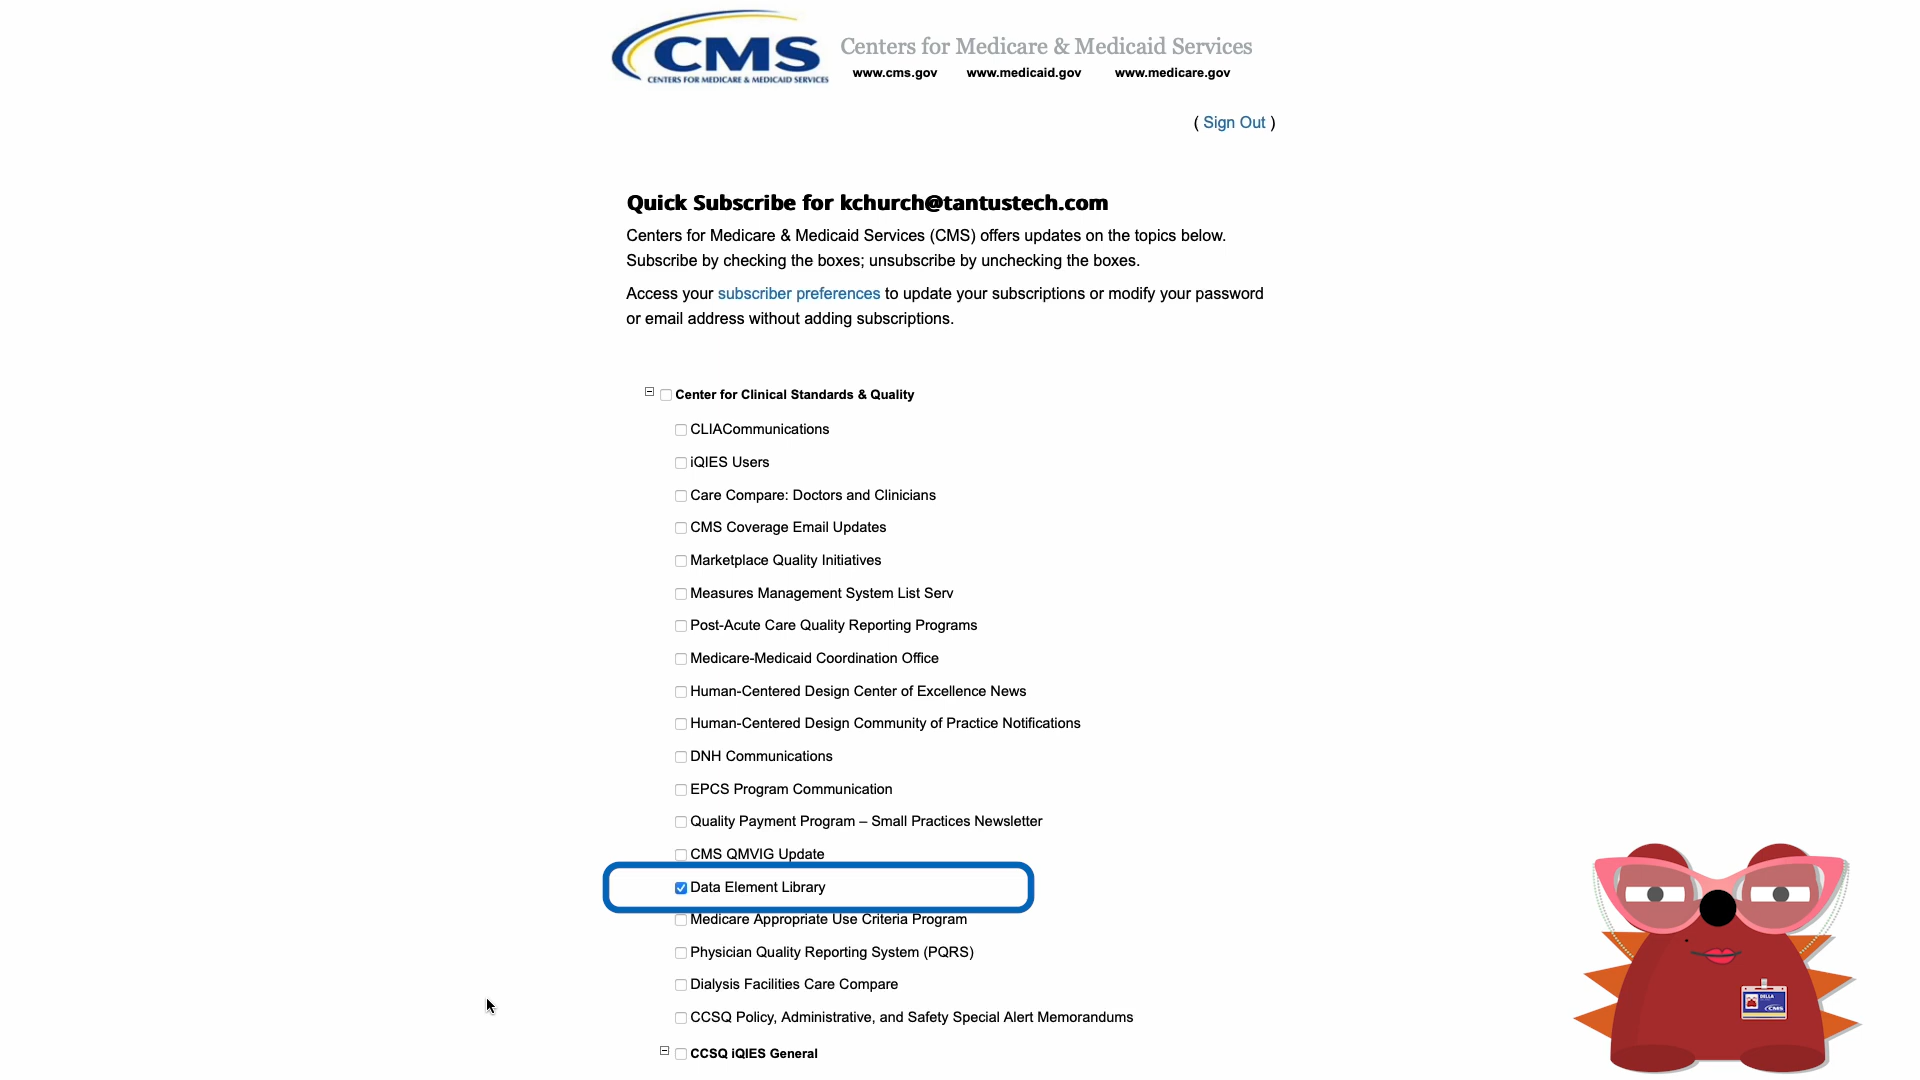 CMS
CENTERS FOR MEDICARE & MEDICAID SERVICES
Centers for Medicare & Medicaid Services
www.cms.gov www.medicaid.gov www.medicare.gov
( Sign Out )
Quick Subscribe for kchurch@tantustech.com
Centers for Medicare & Medicaid Services (CMS) offers updates on the topics below.
Subscribe by checking the boxes; unsubscribe by unchecking the boxes.
Access your subscriber preferences to update your subscriptions or modify your password
or email address without adding subscriptions.
Center for Clinical Standards & Quality
CLIACommunications
iQIES Users
Care Compare: Doctors and Clinicians
CMS Coverage Email Updates
Marketplace Quality Initiatives
Measures Management System List Serv
Post-Acute Care Quality Reporting Programs
Medicare-Medicaid Coordination Office
Human-Centered Design Center of Excellence News
Human-Centered Design Community of Practice Notifications
DNH Communications
EPCS Program Communication
Quality Payment Program – Small Practices Newsletter
CMS QMVIG Update
Data Element Library
Medicare Appropriate Use Criteria Program
Physician Quality Reporting System (PQRS)
Dialysis Facilities Care Compare
CCSQ Policy, Administrative, and Safety Special Alert Memorandums
CCSQ iQIES General
DELLA
CMS